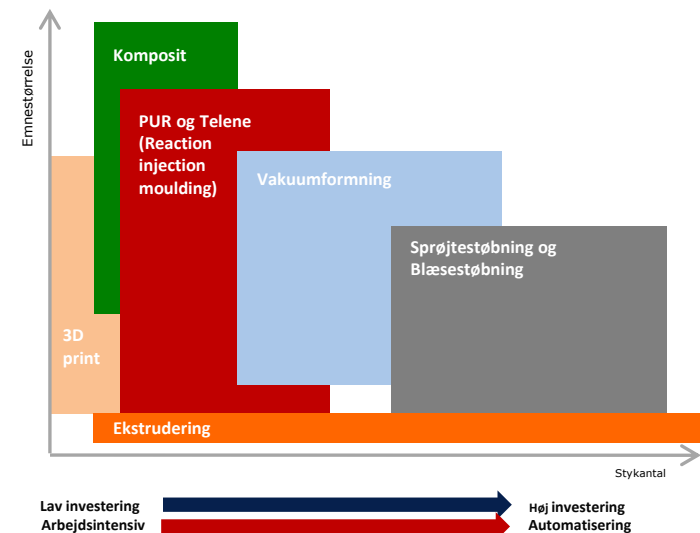 Emnestørrelse
Komposit
PUR og Telene
(Reaction
injection
moulding)
Vakuumformning
Sprøjtestøbning og
Blæsestøbning
3D
print
Ekstrudering
Stykantal
Lav investering
Høj investering
Arbejdsintensiv
Automatisering